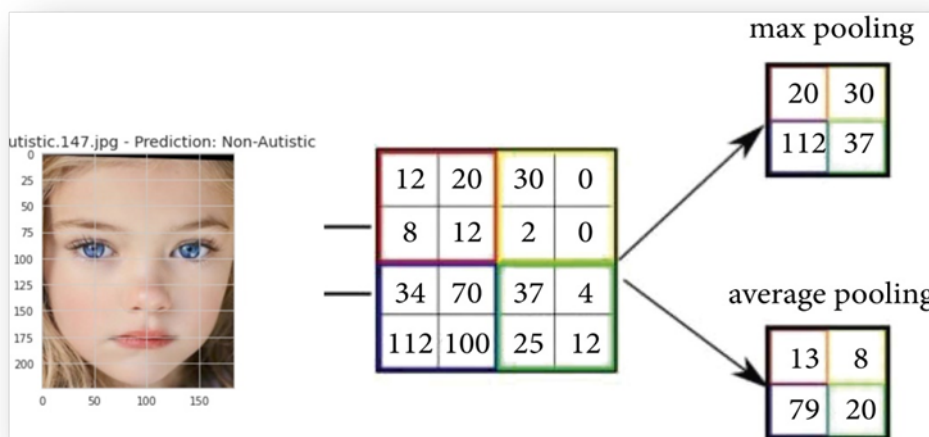 max pooling
20 30
112 37
utistic.147.jpg - Prediction: Non-Autistic
0
25
50
75
100
125
150
175
200
0 50 100 150
12 20 30 0
8 12 2 0
34 70 37 4
112 100 25 12
average pooling
13 8
79 20